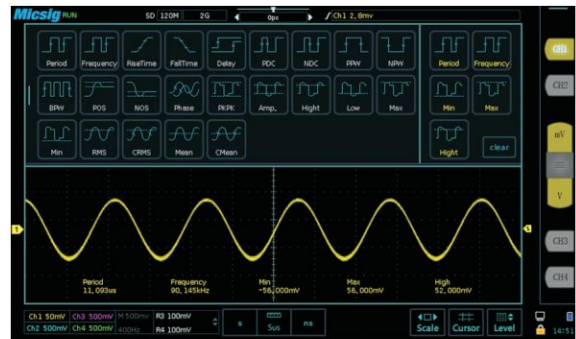 Micsig RUN SD 120M 2G 0ps Ch1 2.0mv
Period Frequency RiseTime FallTime Delay PDC NDC PPW NPW
Period Frequency
CH1
BPW POS NOS Phase PKPK Amp. Hight Low Max
Min Max
CH2
Min RMS CRMS Mean CMean
Hight clear
mV
V
1
CH3
Period Frequency Min Max High
11,093us 90,145kHz -56,000mV 56,000mV 52,000mV
CH4
Ch1 50mV Ch3 500mV M 500mv R3 100mV
Ch2 500mV Ch4 500mV 400Hz R4 100mV
s 5us ns
Scale Cursor Level
14:51